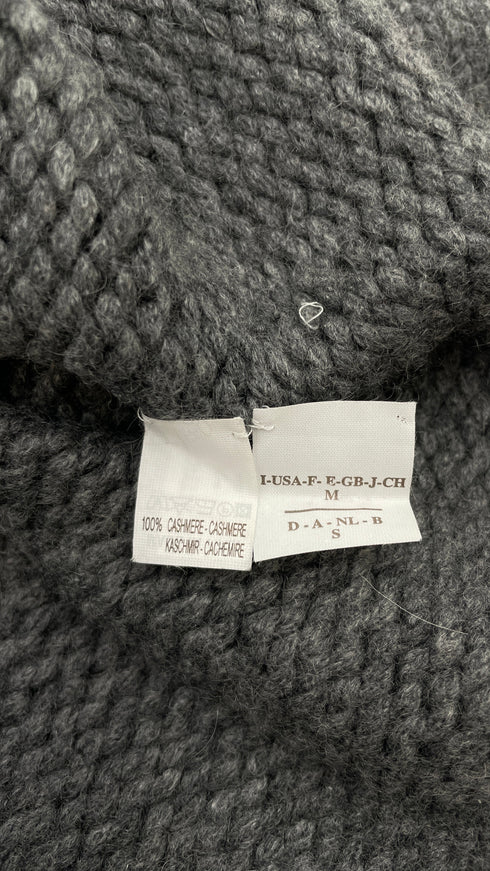 100% CASHMERE - CASHMERE
KASCHMIR - CACHEMIRE
I-USA-F- E-GB-J-CH
M
D - A - NL - B
S